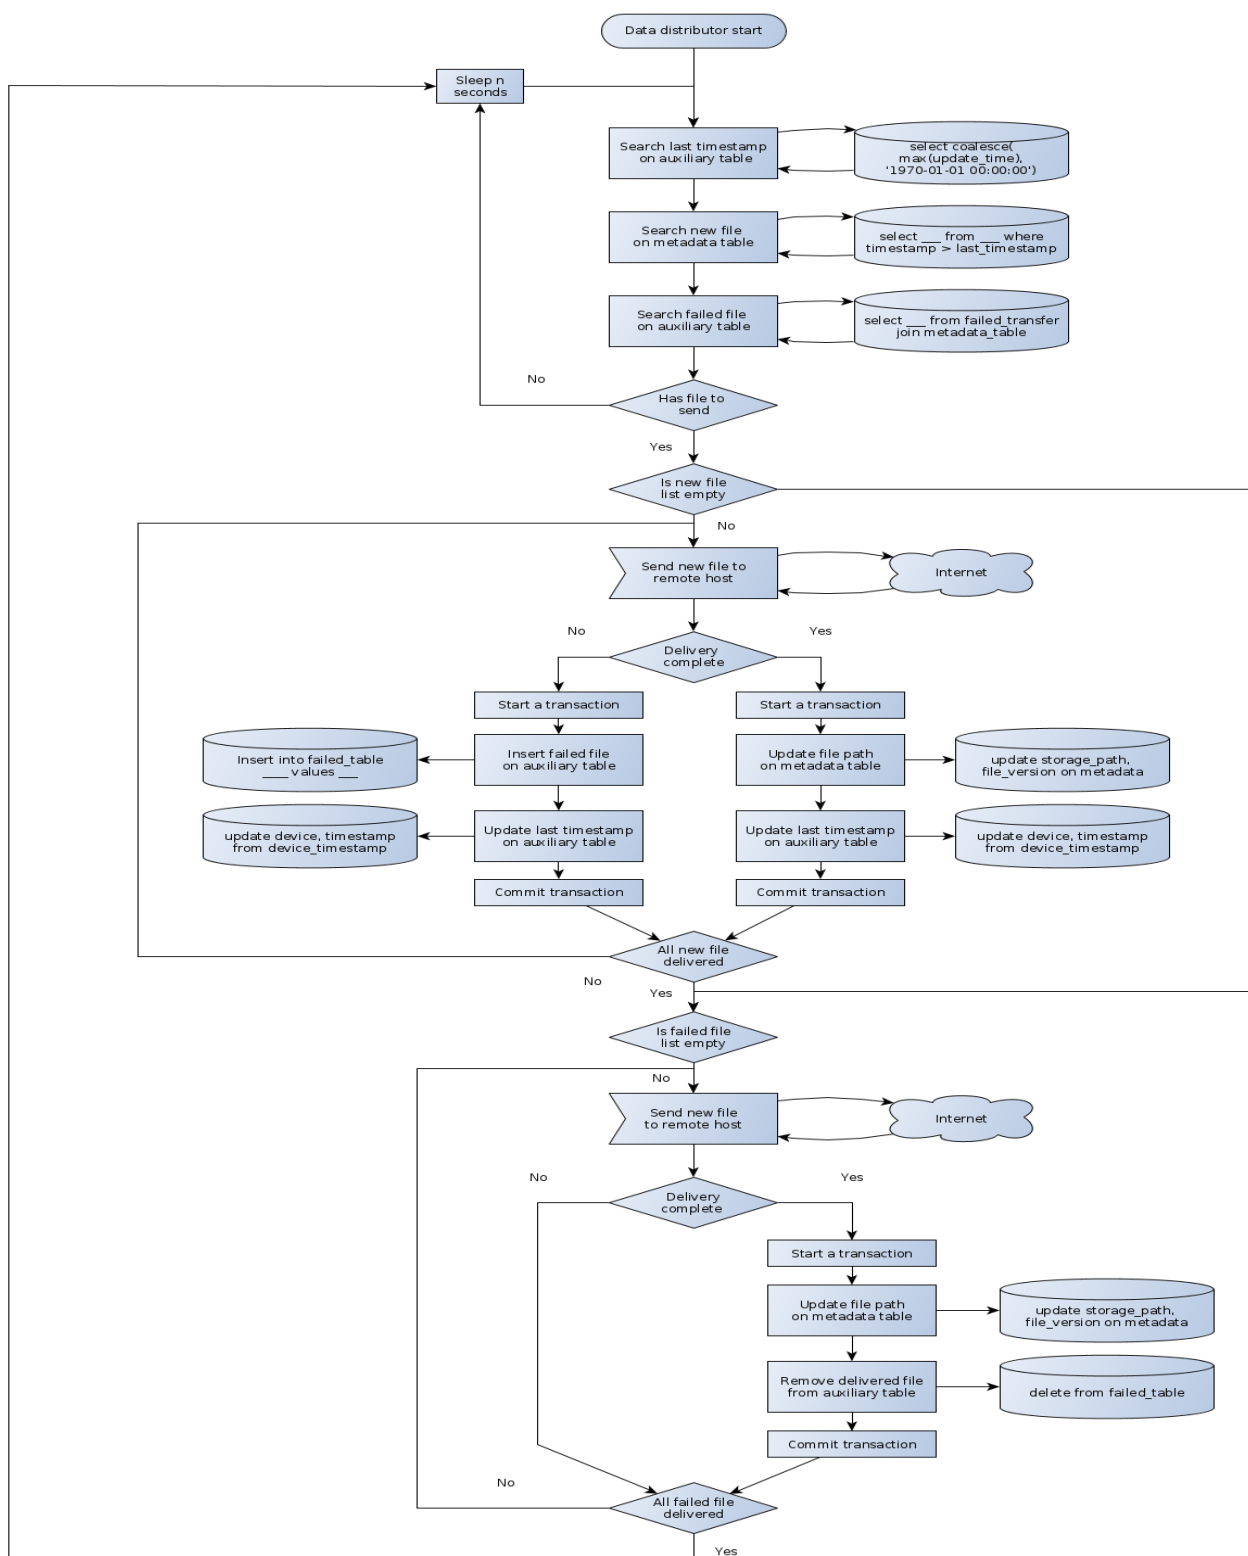 Data distributor start
Sleep n
seconds
Search last timestamp
on auxiliary table
select coalesce(
max(update_time),
'1970-01-01 00:00:00')
Search new file
on metadata table
select ___ from ___ where
timestamp > last_timestamp
Search failed file
on auxiliary table
select ___ from failed_transfer
join metadata_table
No
Has file to
send
Yes
Is new file
list empty
No
Send new file to
remote host
Internet
No
Yes
Delivery
complete
Start a transaction
Start a transaction
Insert into failed_table
____ values ___
Insert failed file
on auxiliary table
Update file path
on metadata table
update storage_path,
file_version on metadata
update device, timestamp
from device_timestamp
Update last timestamp
on auxiliary table
Update last timestamp
on auxiliary table
update device, timestamp
from device_timestamp
Commit transaction
Commit transaction
All new file
delivered
No
Yes
Is failed file
list empty
No
Send new file
to remote host
Internet
No
Yes
Delivery
complete
Start a transaction
Update file path
on metadata table
update storage_path,
file_version on metadata
Remove delivered file
from auxiliary table
delete from failed_table
Commit transaction
No
All failed file
delivered
Yes